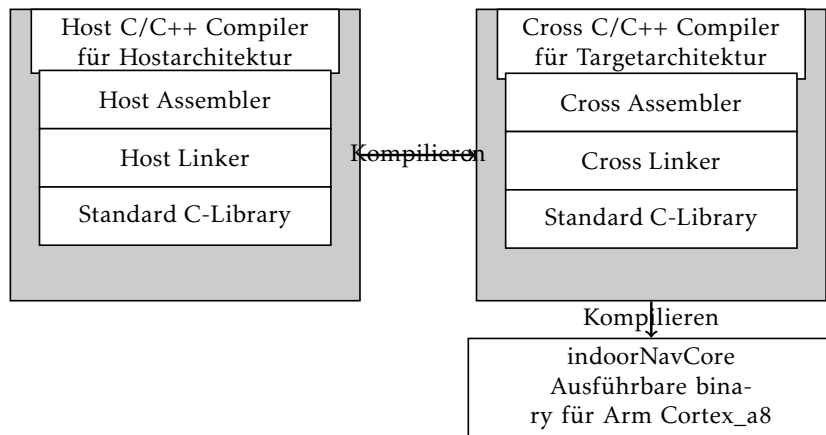 Host C/C++ Compiler
für Hostarchitektur
Host Assembler
Host Linker
Standard C-Library
Kompilieren
Cross C/C++ Compiler
für Targetarchitektur
Cross Assembler
Cross Linker
Standard C-Library
Kompilieren
indoorNavCore
Ausführbare bina-
ry für Arm Cortex_a8